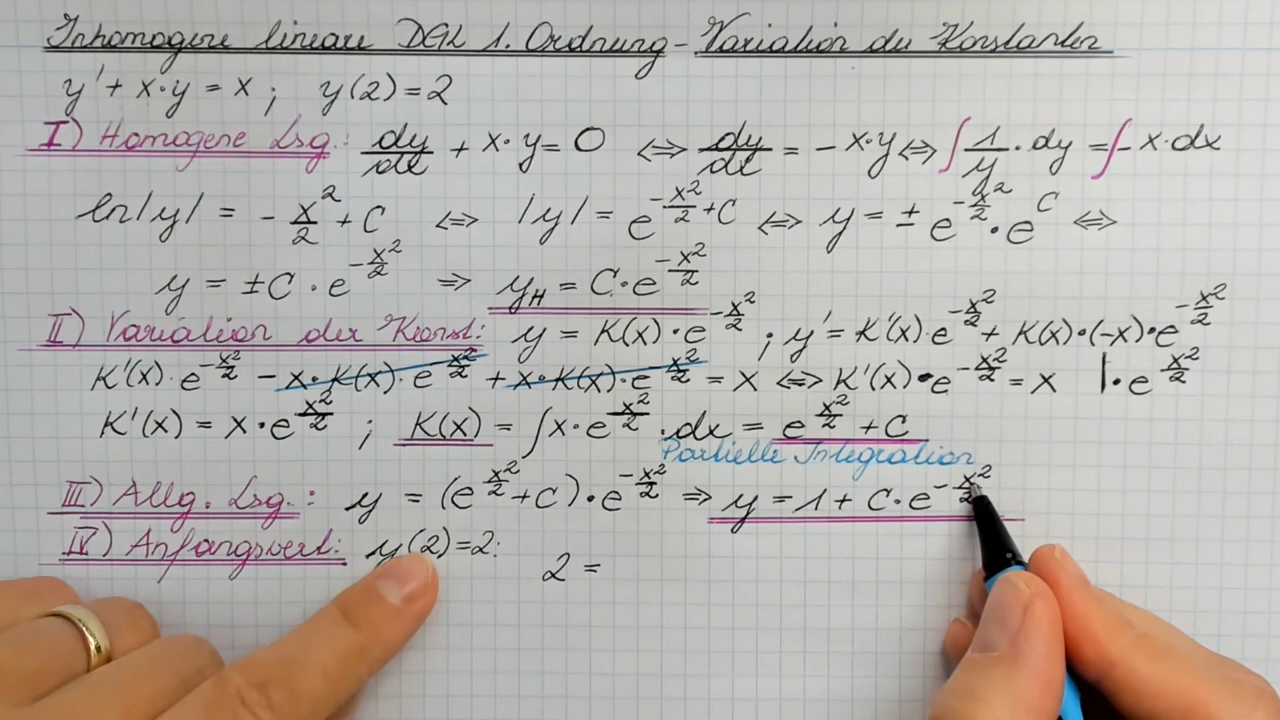 Inhomogene lineare DGL 1. Ordnung - Variation der Konstanten
y' + x·y = x ; y(2) = 2
I) Homogene Lsg.: dy/dx + x·y = 0 ⇔ dy/dx = - x·y ⇔ ∫ 1/y · dy = ∫ - x·dx
ln|y| = - x²/2 + C ⇔ |y| = e^(-x²/2 + C) ⇔ y = ± e^(-x²/2) · e^C ⇔
y = ± C · e^(-x²/2) ⇒ y_H = C · e^(-x²/2)
II) Variation der Konst.: y = K(x) · e^(-x²/2) ; y' = K'(x) · e^(-x²/2) + K(x) · (-x) · e^(-x²/2)
K'(x) · e^(-x²/2) - x·K(x) · e^(-x²/2) + x·K(x) · e^(-x²/2) = x ⇔ K'(x) · e^(-x²/2) = x | · e^(x²/2)
K'(x) = x · e^(x²/2) ; K(x) = ∫ x · e^(x²/2) · dx = e^(x²/2) + C
Partielle Integration
III) Allg. Lsg.: y = (e^(x²/2) + C) · e^(-x²/2) ⇒ y = 1 + C · e^(-x²/2)
IV) Anfangswert: y(2) = 2:
2 =